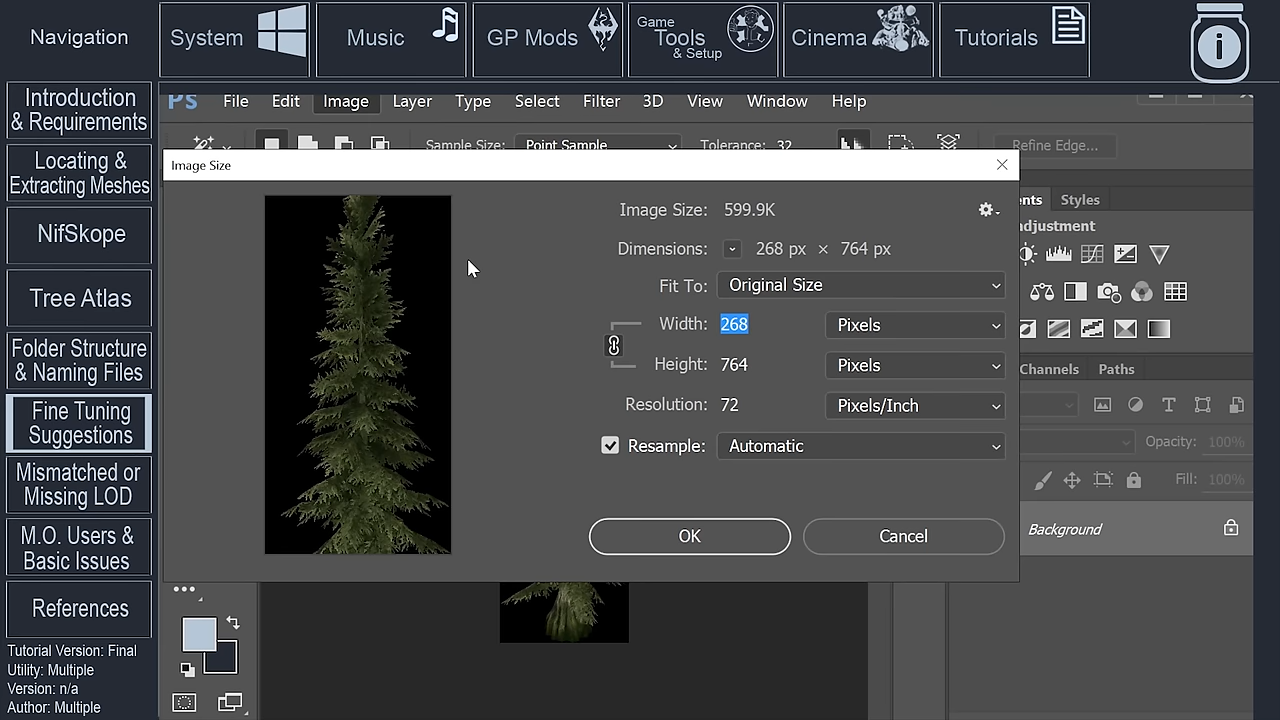 Navigation
System
Music
GP Mods
Game
Tools
& Setup
Cinema
Tutorials
i
Introduction
& Requirements
Locating &
Extracting Meshes
NifSkope
Tree Atlas
Folder Structure
& Naming Files
Fine Tuning
Suggestions
Mismatched or
Missing LOD
M.O. Users &
Basic Issues
References
Tutorial Version: Final
Utility: Multiple
Version: n/a
Author: Multiple
PS File Edit Image Layer Type Select Filter 3D View Window Help
Sample Size: Point Sample Tolerance: 32 Refine Edge...
Image Size
Image Size: 599.9K
Dimensions: 268 px × 764 px
Fit To: Original Size
Width: 268 Pixels
Height: 764 Pixels
Resolution: 72 Pixels/Inch
Resample: Automatic
OK Cancel
ents Styles
djustment
Channels Paths
T
Opacity: 100%
Fill: 100%
Background